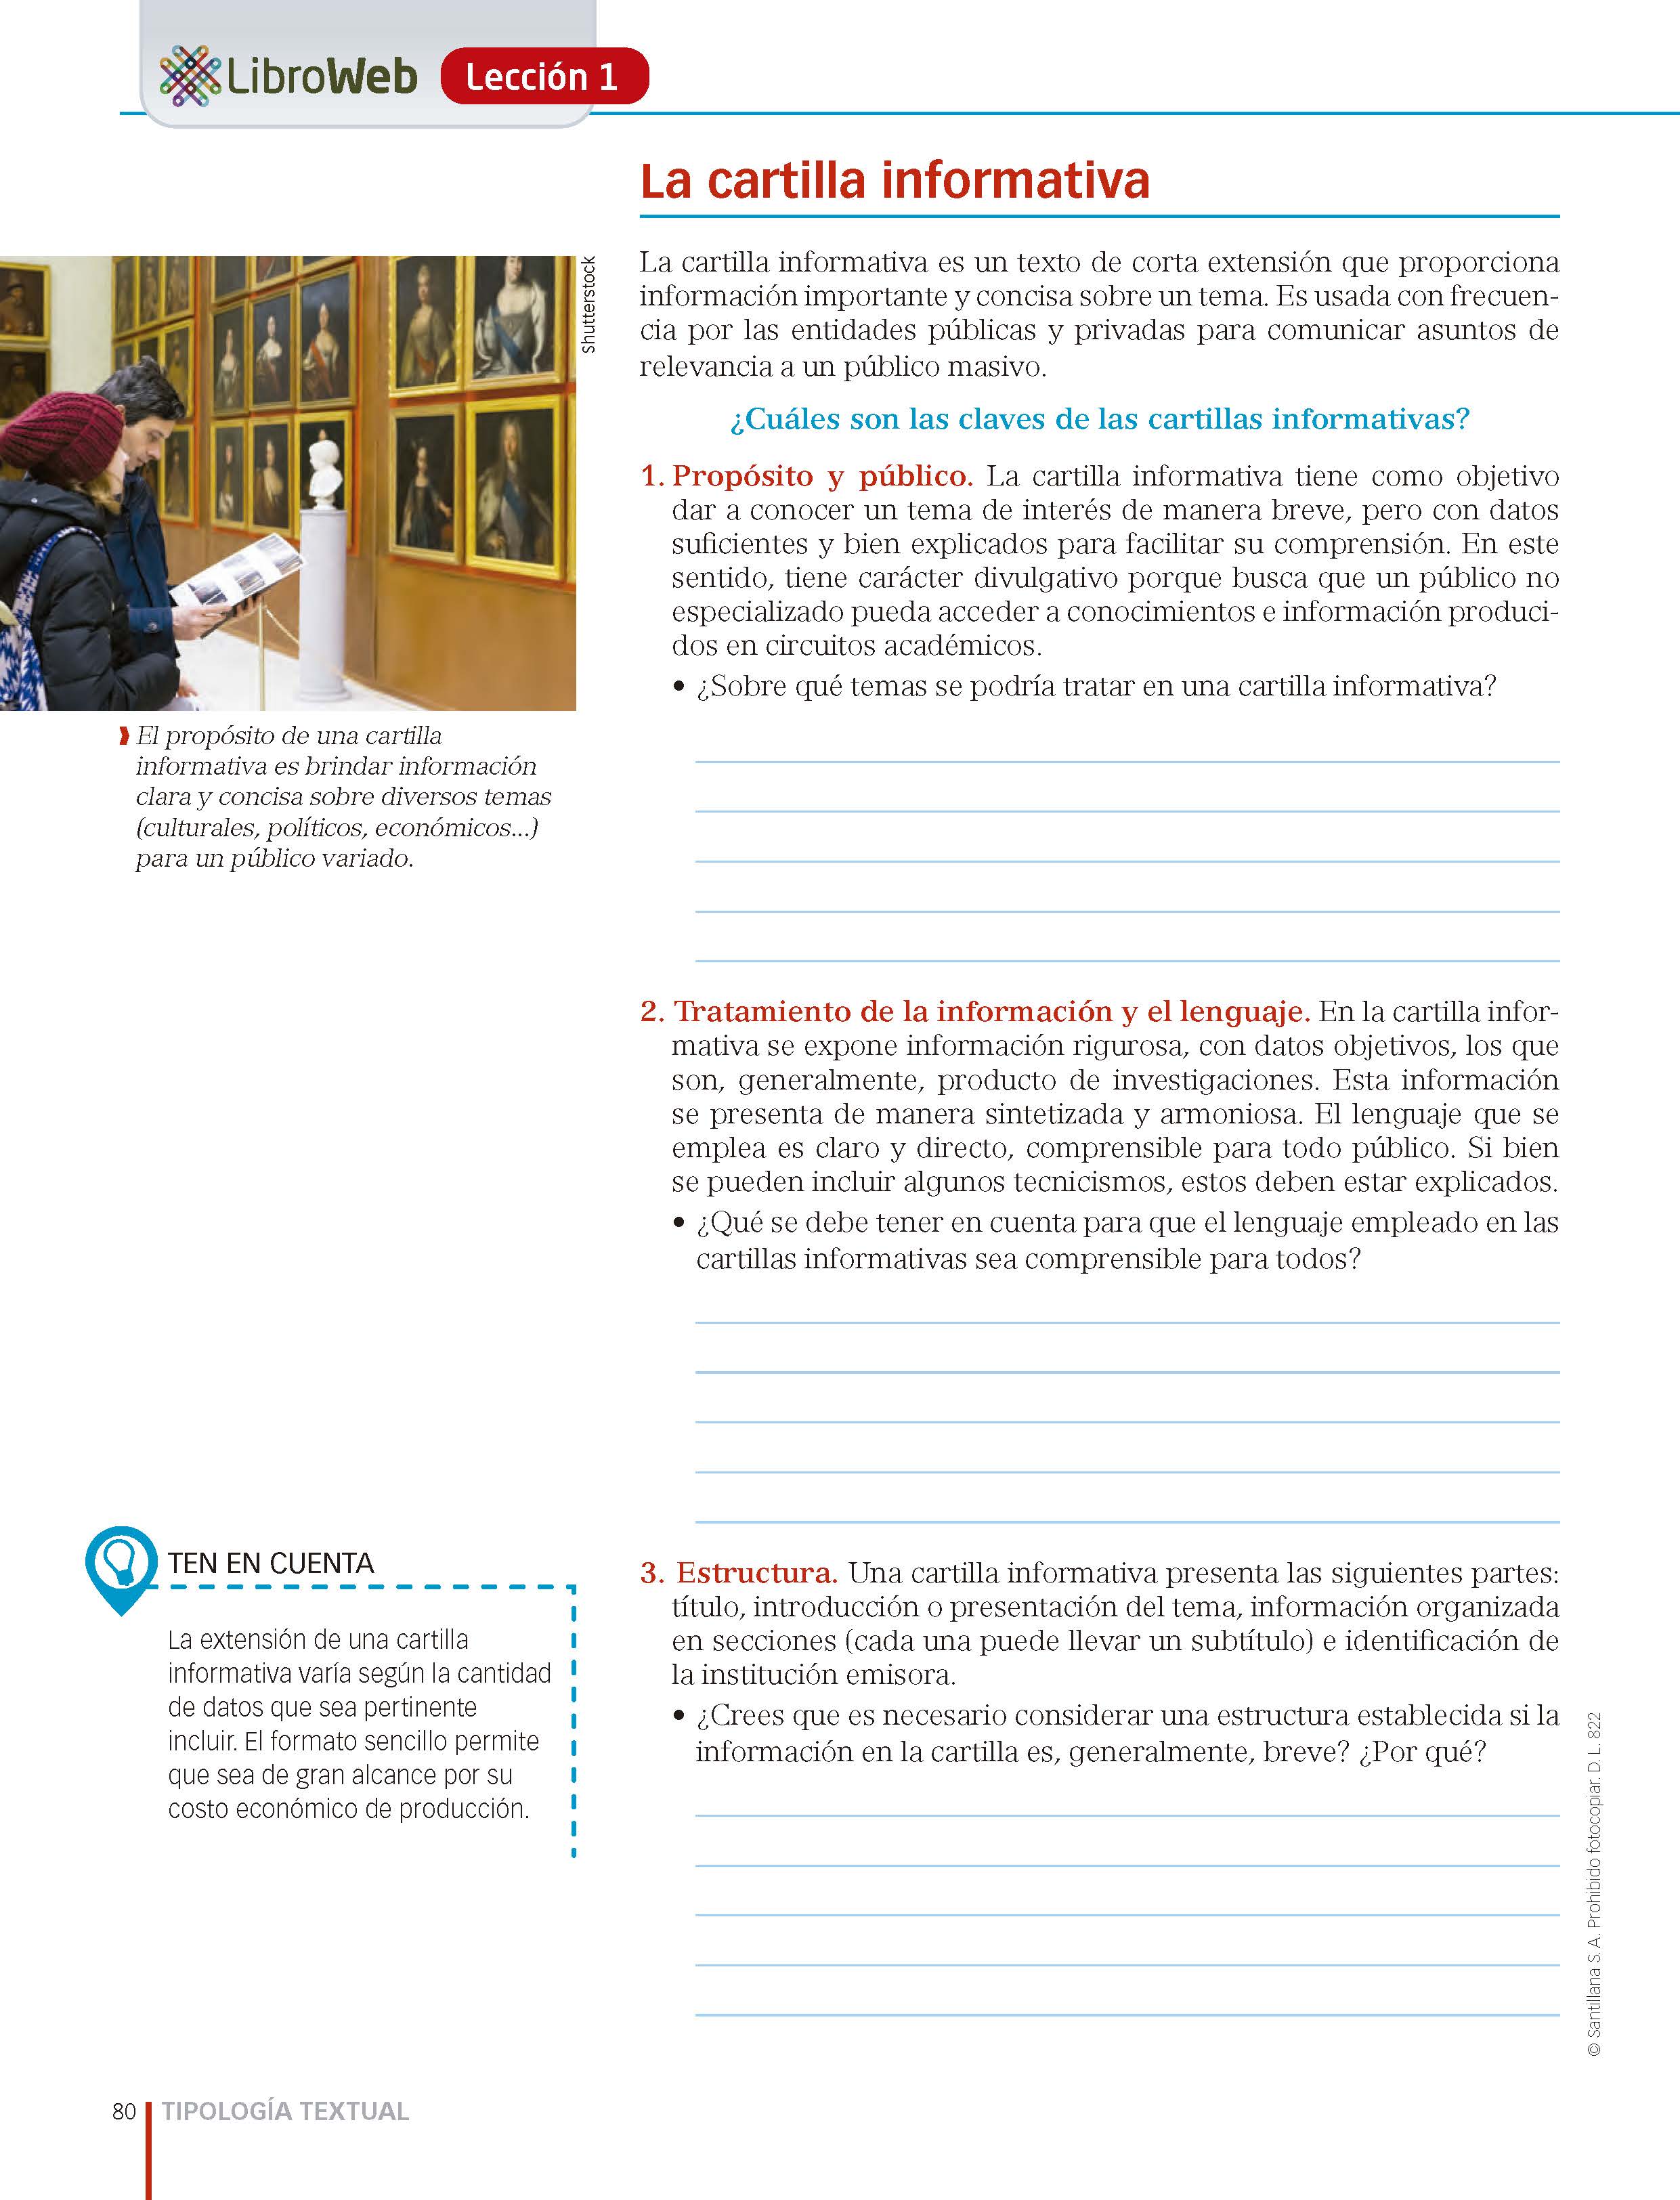 LibroWeb Lección 1
La cartilla informativa
La cartilla informativa es un texto de corta extensión que proporciona
información importante y concisa sobre un tema. Es usada con frecuen-
cia por las entidades públicas y privadas para comunicar asuntos de
relevancia a un público masivo.
¿Cuáles son las claves de las cartillas informativas?
1. Propósito y público. La cartilla informativa tiene como objetivo
dar a conocer un tema de interés de manera breve, pero con datos
suficientes y bien explicados para facilitar su comprensión. En este
sentido, tiene carácter divulgativo porque busca que un público no
especializado pueda acceder a conocimientos e información produci-
dos en circuitos académicos.
• ¿Sobre qué temas se podría tratar en una cartilla informativa?
Shutterstock
El propósito de una cartilla
informativa es brindar información
clara y concisa sobre diversos temas
(culturales, políticos, económicos...)
para un público variado.
2. Tratamiento de la información y el lenguaje. En la cartilla infor-
mativa se expone información rigurosa, con datos objetivos, los que
son, generalmente, producto de investigaciones. Esta información
se presenta de manera sintetizada y armoniosa. El lenguaje que se
emplea es claro y directo, comprensible para todo público. Si bien
se pueden incluir algunos tecnicismos, estos deben estar explicados.
• ¿Qué se debe tener en cuenta para que el lenguaje empleado en las
cartillas informativas sea comprensible para todos?
TEN EN CUENTA
La extensión de una cartilla
informativa varía según la cantidad
de datos que sea pertinente
incluir. El formato sencillo permite
que sea de gran alcance por su
costo económico de producción.
3. Estructura. Una cartilla informativa presenta las siguientes partes:
título, introducción o presentación del tema, información organizada
en secciones (cada una puede llevar un subtítulo) e identificación de
la institución emisora.
• ¿Crees que es necesario considerar una estructura establecida si la
información en la cartilla es, generalmente, breve? ¿Por qué?
© Santillana S. A. Prohibido fotocopiar. D. L. 822
80 TIPOLOGÍA TEXTUAL